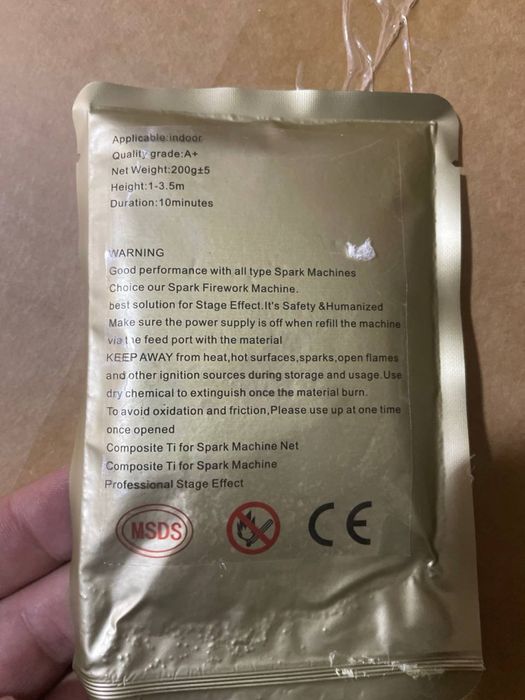 Applicable:indoor
Quality grade:A+
Net Weight:200g±5
Height:1-3.5m
Duration:10minutes
WARNING
Good performance with all type Spark Machines
Choice our Spark Firework Machine.
best solution for Stage Effect.It's Safety &Humanized
Make sure the power supply is off when refill the machine
via the feed port with the material
KEEP AWAY from heat,hot surfaces,sparks,open flames
and other ignition sources during storage and usage.Use
dry chemical to extinguish once the material burn.
To avoid oxidation and friction,Please use up at one time
once opened
Composite Ti for Spark Machine Net
Composite Ti for Spark Machine
Professional Stage Effect
MSDS
CE